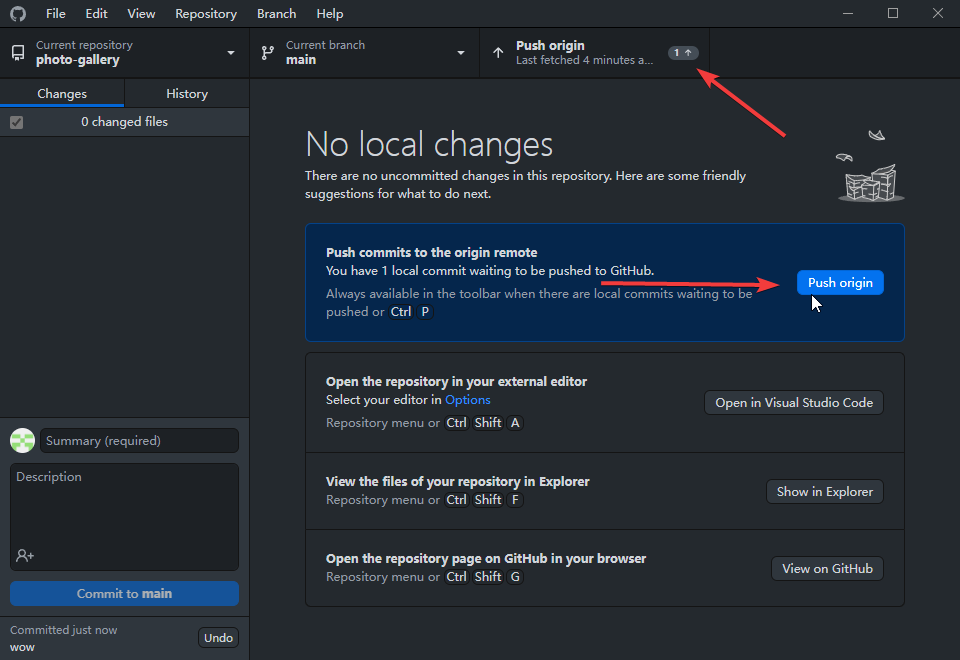 File Edit View Repository Branch Help
Current repository
photo-gallery
Current branch
main
Push origin
Last fetched 4 minutes a...
1
Changes History
0 changed files
No local changes
There are no uncommitted changes in this repository. Here are some friendly
suggestions for what to do next.
Push commits to the origin remote
You have 1 local commit waiting to be pushed to GitHub.
Always available in the toolbar when there are local commits waiting to be
pushed or Ctrl P
Push origin
Open the repository in your external editor
Select your editor in Options
Repository menu or Ctrl Shift A
Open in Visual Studio Code
View the files of your repository in Explorer
Repository menu or Ctrl Shift F
Show in Explorer
Open the repository page on GitHub in your browser
Repository menu or Ctrl Shift G
View on GitHub
Summary (required)
Description
Commit to main
Committed just now
wow
Undo